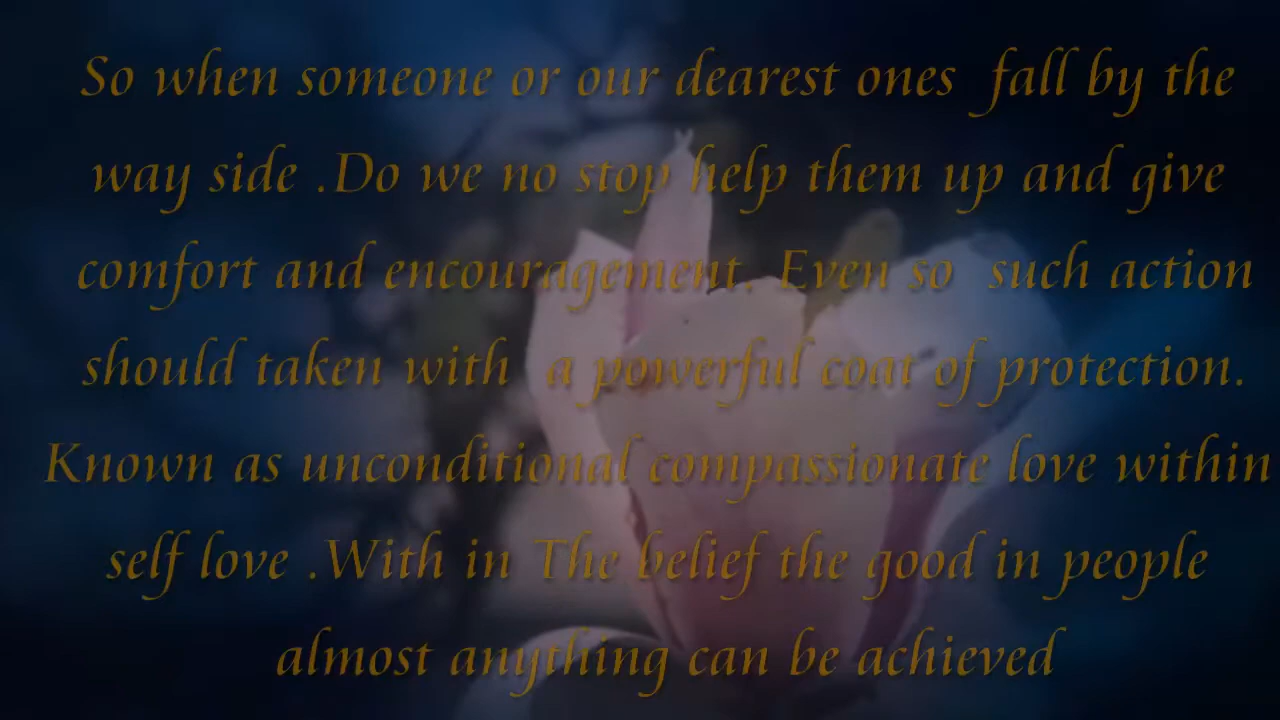 So when someone or our dearest ones fall by the
way side .Do we no stop help them up and give
comfort and encouragement. Even so such action
should taken with a powerful coat of protection.
Known as unconditional compassionate love within
self love .With in The belief the good in people
almost anything can be achieved